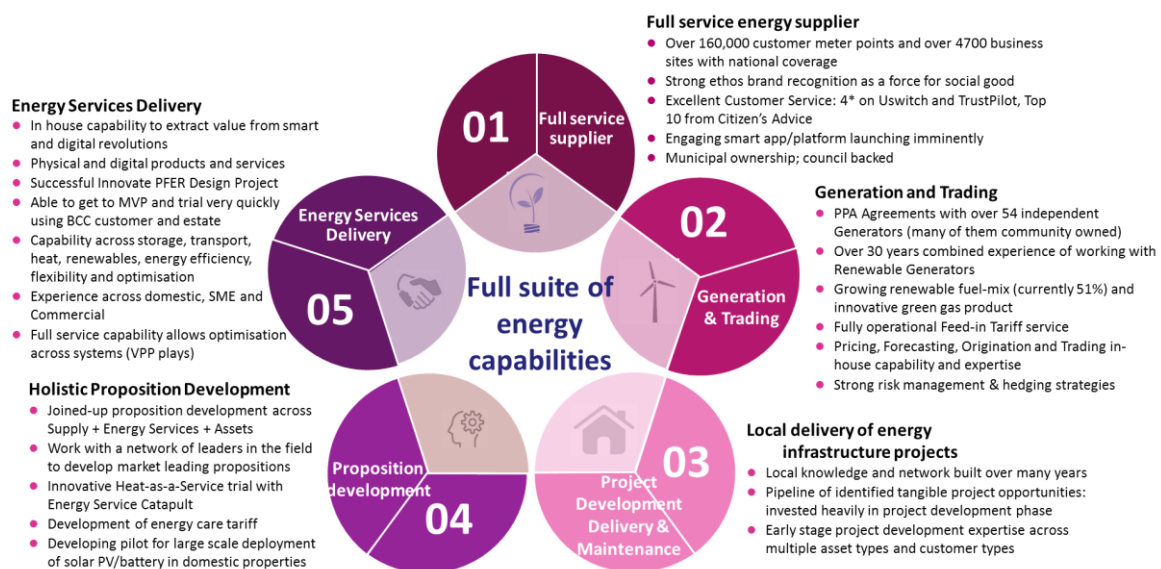 Full service energy supplier
Over 160,000 customer meter points and over 4700 business
sites with national coverage
Strong ethos brand recognition as a force for social good
Excellent Customer Service: 4* on Uswitch and TrustPilot, Top
10 from Citizen's Advice
Engaging smart app/platform launching imminently
Municipal ownership; council backed
Energy Services Delivery
In house capability to extract value from smart
and digital revolutions
Physical and digital products and services
Successful Innovate PFER Design Project
Able to get to MVP and trial very quickly
using BCC customer and estate
Capability across storage, transport,
heat, renewables, energy efficiency,
flexibility and optimisation
Experience across domestic, SME and
Commercial
Full service capability allows optimisation
across systems (VPP plays)
01
Full service
supplier
Generation and Trading
PPA Agreements with over 54 independent
Generators (many of them community owned)
Over 30 years combined experience of working with
Renewable Generators
Growing renewable fuel-mix (currently 51%) and
innovative green gas product
Fully operational Feed-in Tariff service
Pricing, Forecasting, Origination and Trading in-
house capability and expertise
Strong risk management & hedging strategies
02
Generation
& Trading
Energy Services
Delivery
05
Full suite of
energy
capabilities
Holistic Proposition Development
Joined-up proposition development across
Supply + Energy Services + Assets
Work with a network of leaders in the field
to develop market leading propositions
Innovative Heat-as-a-Service trial with
Energy Service Catapult
Development of energy care tariff
Developing pilot for large scale deployment
of solar PV/battery in domestic properties
Proposition
development
04
03
Project
Development
Delivery &
Maintenance
Local delivery of energy
infrastructure projects
Local knowledge and network built over many years
Pipeline of identified tangible project opportunities:
invested heavily in project development phase
Early stage project development expertise across
multiple asset types and customer types